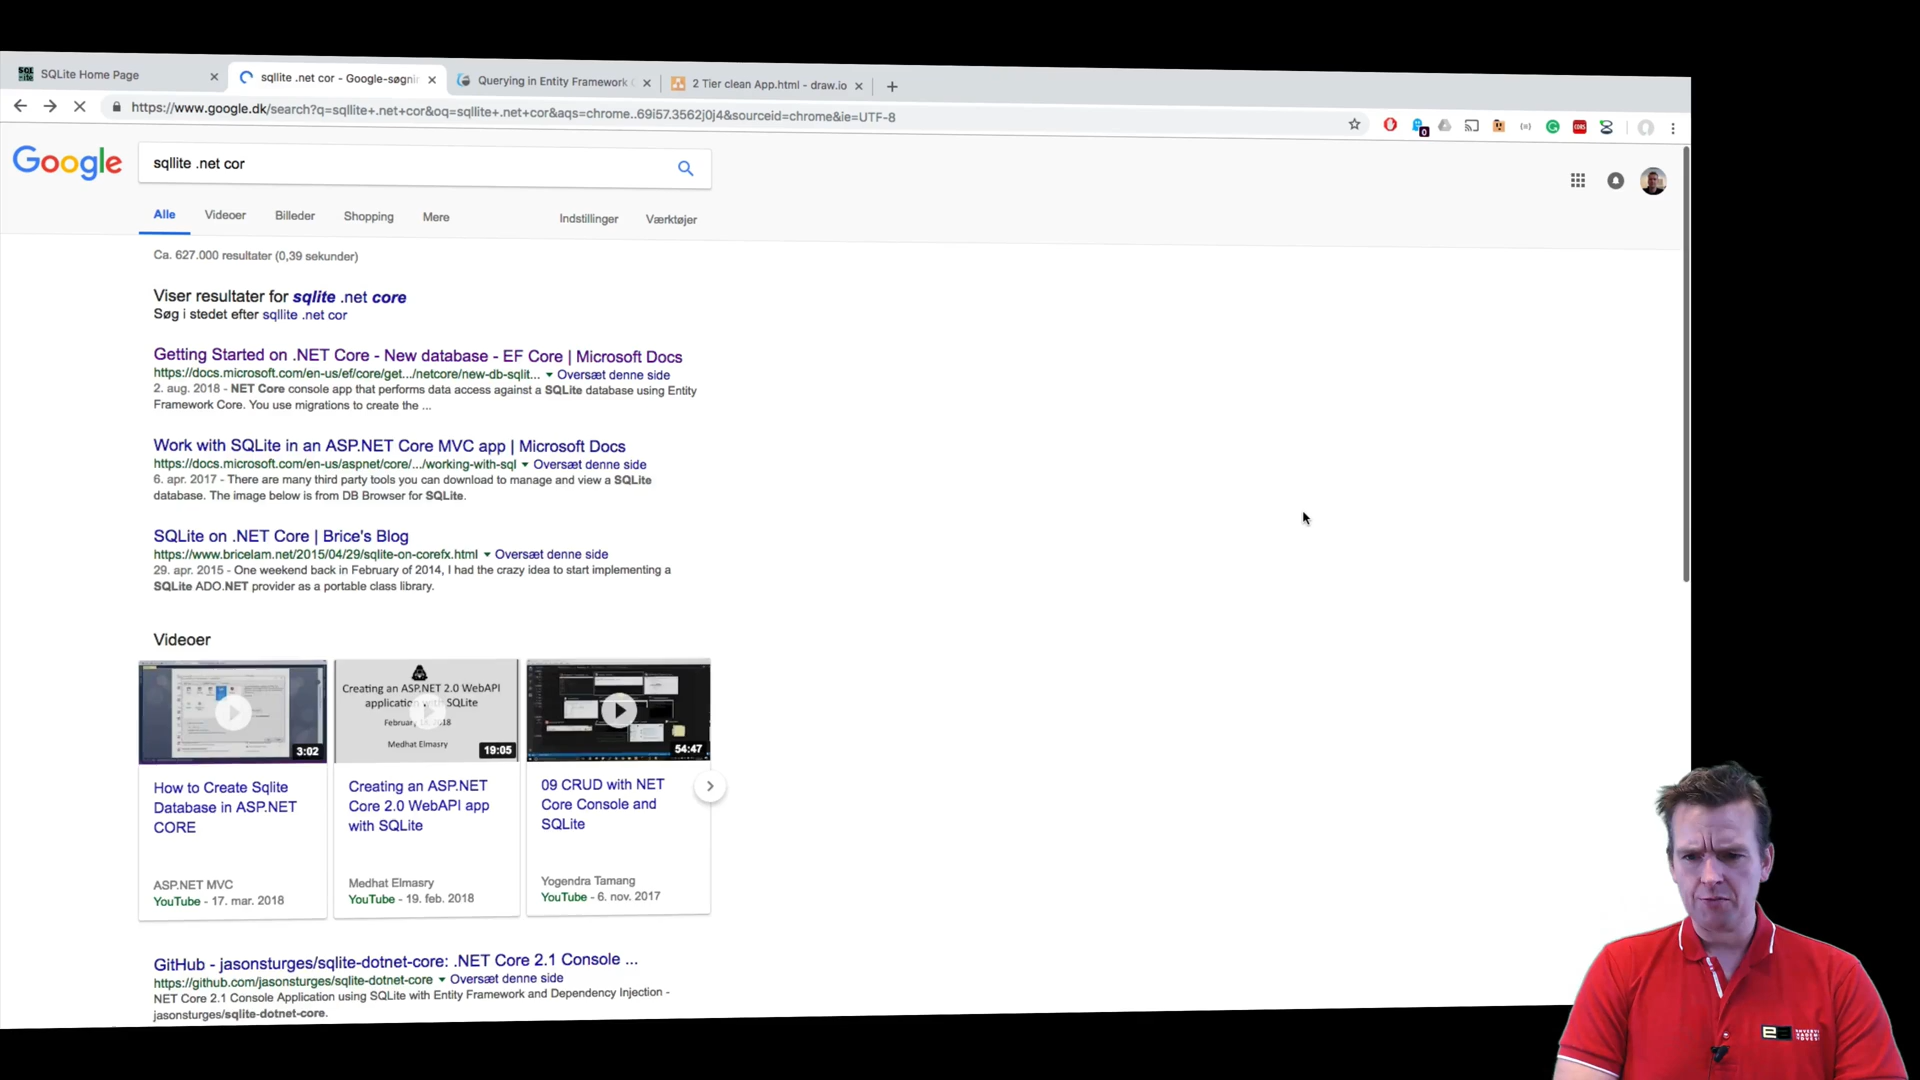 SQLite Home Page
sqllite .net cor - Google-søgnin
Querying in Entity Framework C
2 Tier clean App.html - draw.io
https://www.google.dk/search?q=sqllite+.net+cor&oq=sqllite+.net+cor&aqs=chrome..69i57.3562j0j4&sourceid=chrome&ie=UTF-8
Google
sqllite .net cor
Alle Videoer Billeder Shopping Mere Indstillinger Værktøjer
Ca. 627.000 resultater (0,39 sekunder)
Viser resultater for sqlite .net core
Søg i stedet efter sqllite .net cor
Getting Started on .NET Core - New database - EF Core | Microsoft Docs
https://docs.microsoft.com/en-us/ef/core/get.../netcore/new-db-sqlit... Oversæt denne side
2. aug. 2018 - NET Core console app that performs data access against a SQLite database using Entity
Framework Core. You use migrations to create the ...
Work with SQLite in an ASP.NET Core MVC app | Microsoft Docs
https://docs.microsoft.com/en-us/aspnet/core/.../working-with-sql Oversæt denne side
6. apr. 2017 - There are many third party tools you can download to manage and view a SQLite
database. The image below is from DB Browser for SQLite.
SQLite on .NET Core | Brice's Blog
https://www.bricelam.net/2015/04/29/sqlite-on-corefx.html Oversæt denne side
29. apr. 2015 - One weekend back in February of 2014, I had the crazy idea to start implementing a
SQLite ADO.NET provider as a portable class library.
Videoer
3:02
Creating an ASP.NET 2.0 WebAPI
application with SQLite
Medhat Elmasry
19:05
54:47
How to Create Sqlite
Database in ASP.NET
CORE
ASP.NET MVC
YouTube - 17. mar. 2018
Creating an ASP.NET
Core 2.0 WebAPI app
with SQLite
Medhat Elmasry
YouTube - 19. feb. 2018
09 CRUD with NET
Core Console and
SQLite
Yogendra Tamang
YouTube - 6. nov. 2017
GitHub - jasonsturges/sqlite-dotnet-core: .NET Core 2.1 Console ...
https://github.com/jasonsturges/sqlite-dotnet-core Oversæt denne side
NET Core 2.1 Console Application using SQLite with Entity Framework and Dependency Injection -
jasonsturges/sqlite-dotnet-core.